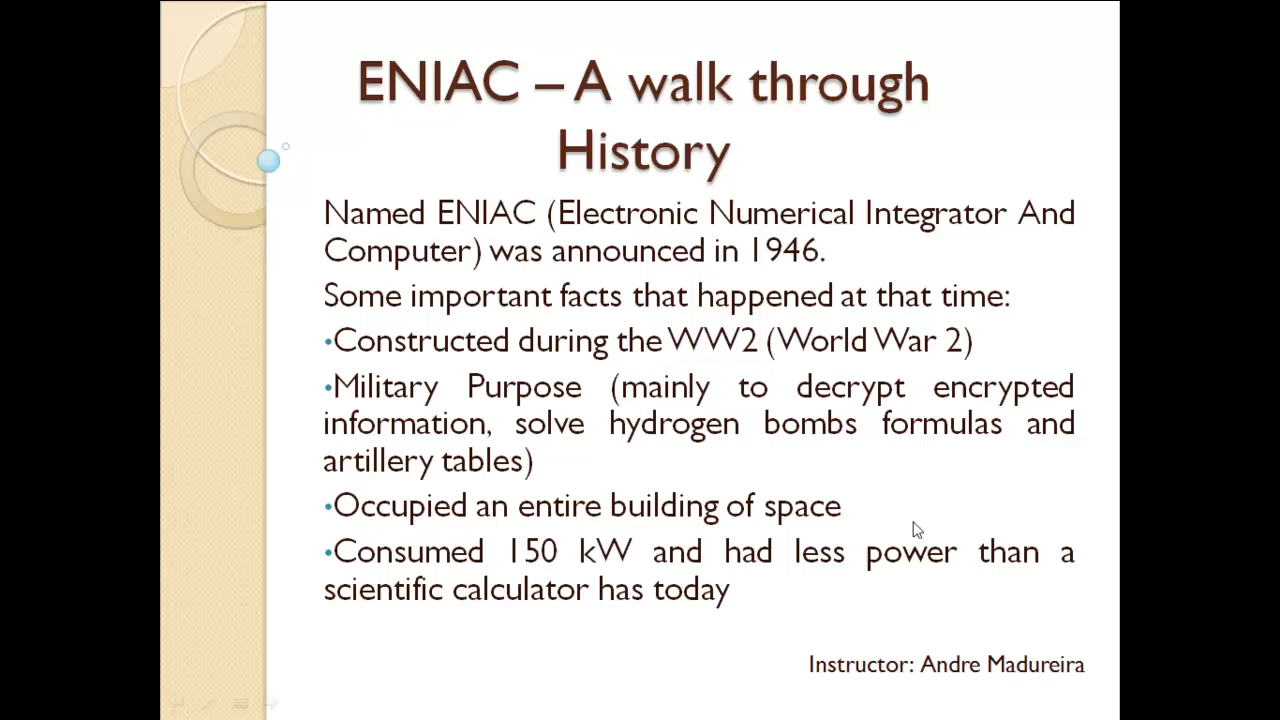 ENIAC – A walk through
History
Named ENIAC (Electronic Numerical Integrator And
Computer) was announced in 1946.
Some important facts that happened at that time:
•Constructed during the WW2 (World War 2)
•Military Purpose (mainly to decrypt encrypted
information, solve hydrogen bombs formulas and
artillery tables)
•Occupied an entire building of space
•Consumed 150 kW and had less power than a
scientific calculator has today
Instructor: Andre Madureira